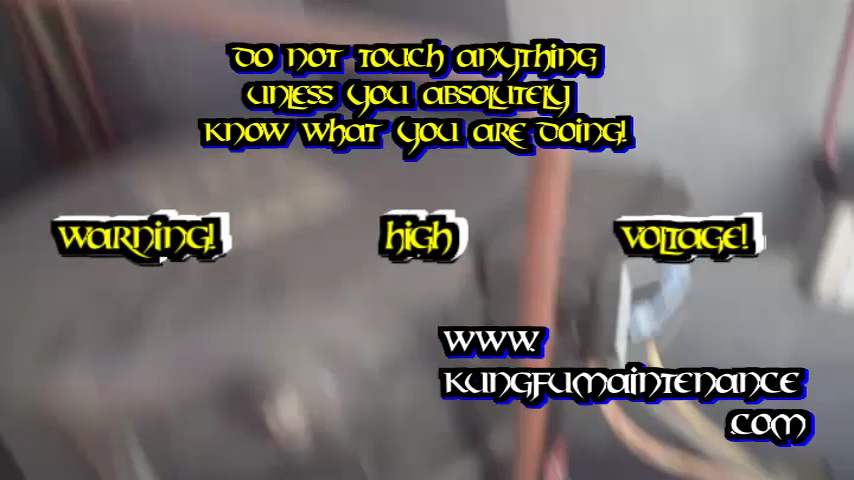 DO NOT TOUCH ANYTHING
UNLESS YOU ABSOLUTELY
KNOW WHAT YOU ARE DOING!
WARNING! HIGH VOLTAGE!
WWW.
KUNGFUMAINTENANCE
.COM